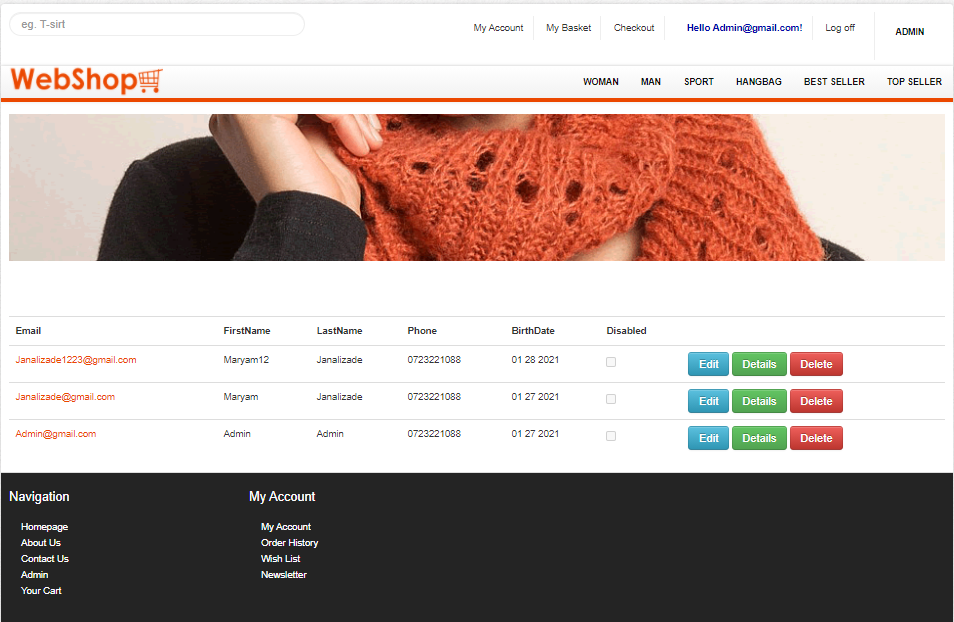 eg. T-sirt
My Account My Basket Checkout Hello Admin@gmail.com! Log off ADMIN
WebShop
WOMAN MAN SPORT HANGBAG BEST SELLER TOP SELLER
Email FirstName LastName Phone BirthDate Disabled
Janalizade1223@gmail.com Maryam12 Janalizade 0723221088 01 28 2021 Edit Details Delete
Janalizade@gmail.com Maryam Janalizade 0723221088 01 27 2021 Edit Details Delete
Admin@gmail.com Admin Admin 0723221088 01 27 2021 Edit Details Delete
Navigation
Homepage
About Us
Contact Us
Admin
Your Cart
My Account
My Account
Order History
Wish List
Newsletter